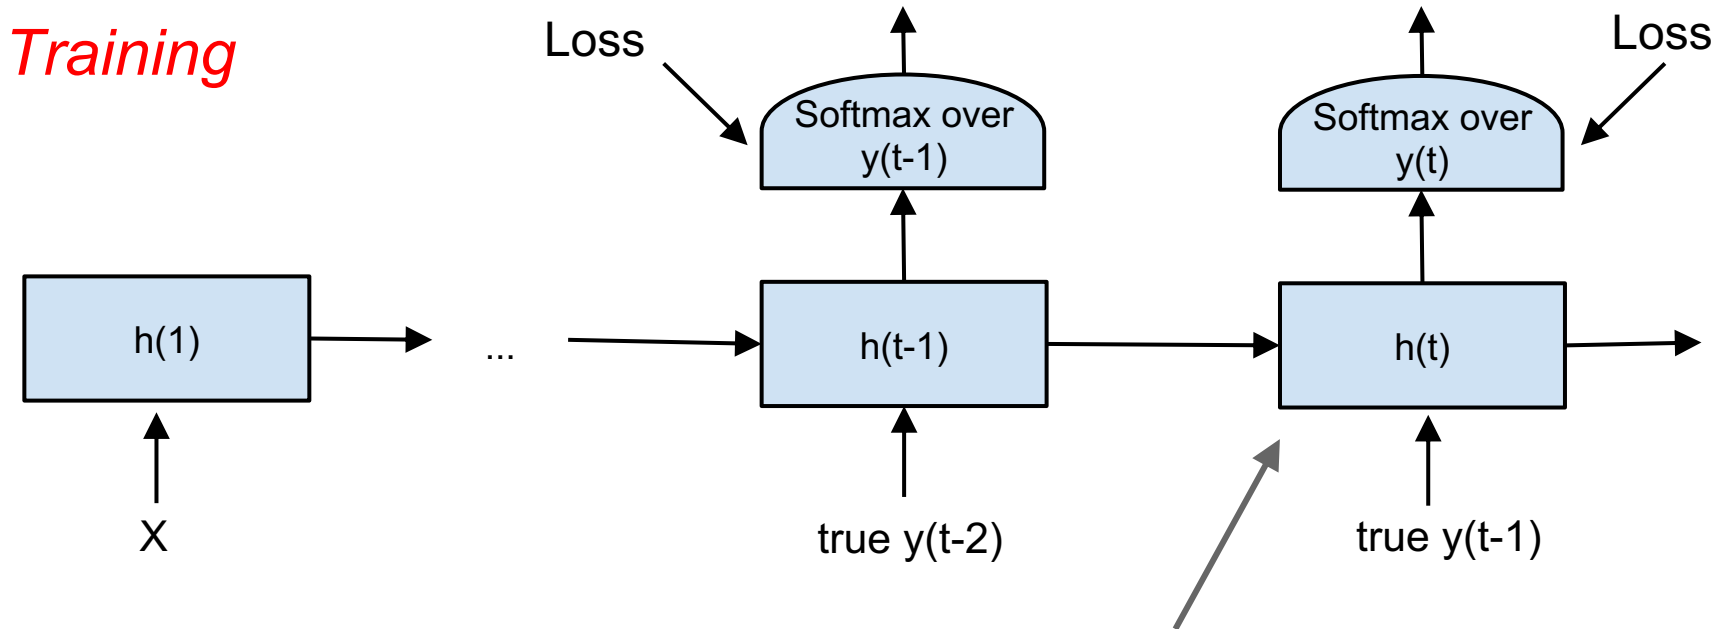 Training
Loss
Loss
Softmax over
y(t-1)
Softmax over
y(t)
h(1)
...
h(t-1)
h(t)
X
true y(t-2)
true y(t-1)